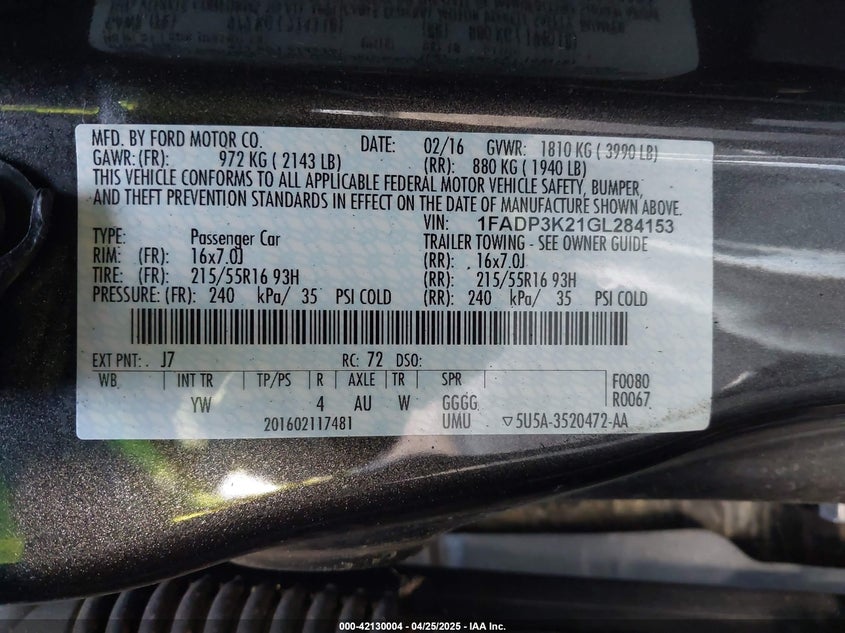 MFD. BY FORD MOTOR CO. DATE: 02/16 GVWR: 1810 KG ( 3990 LB)
GAWR:(FR): 972 KG ( 2143 LB) (RR): 880 KG ( 1940 LB)
THIS VEHICLE CONFORMS TO ALL APPLICABLE FEDERAL MOTOR VEHICLE SAFETY, BUMPER,
AND THEFT PREVENTION STANDARDS IN EFFECT ON THE DATE OF MANUFACTURE SHOWN ABOVE.
VIN: 1FADP3K21GL284153
TYPE: Passenger Car TRAILER TOWING - SEE OWNER GUIDE
RIM: (FR): 16x7.0J (RR): 16x7.0J
TIRE: (FR): 215/55R16 93H (RR): 215/55R16 93H
PRESSURE: (FR): 240 kPa/ 35 PSI COLD (RR): 240 kPa/ 35 PSI COLD
EXT PNT: J7 RC: 72 DSO:
WB INT TR TP/PS R AXLE TR SPR F0080
YW 4 AU W GGGG R0067
201602117481 UMU ▽5U5A-3520472-AA
000-42130004 - 04/25/2025 - IAA Inc.